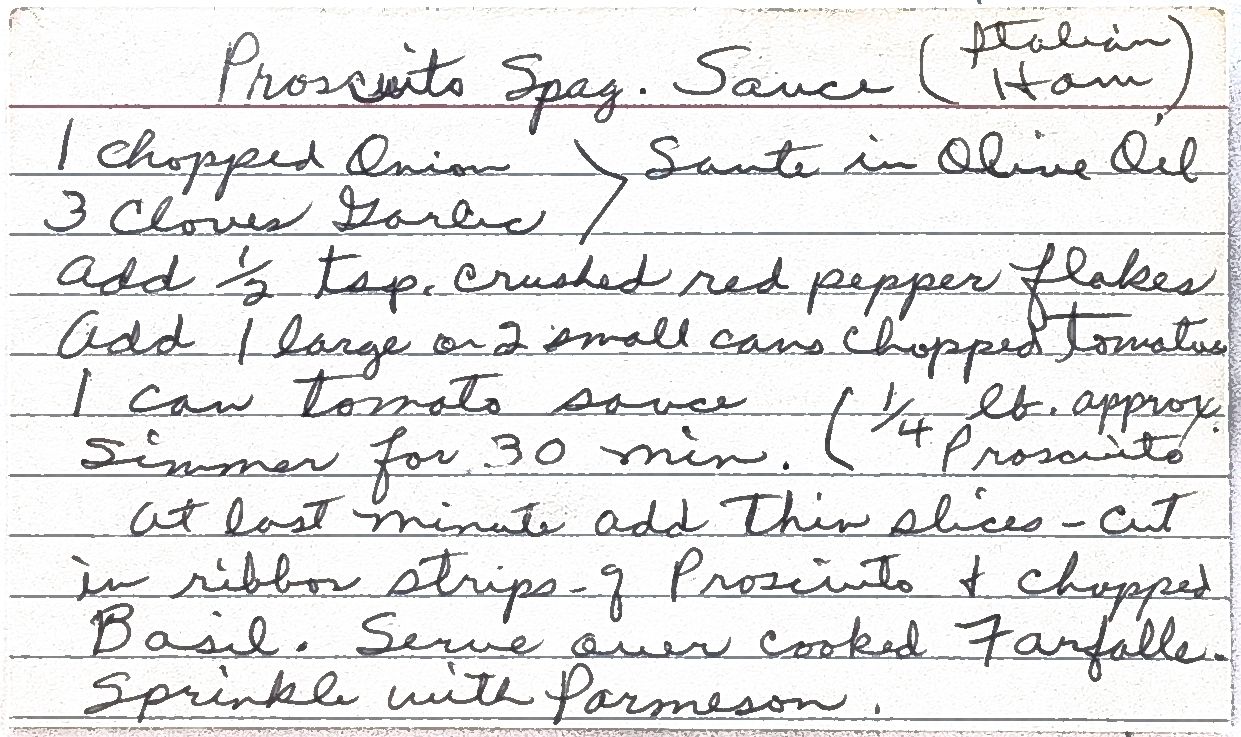 Prosciuito Spag. Sauce (Italian Ham)
1 chopped Onion > Saute in Olive Oil
3 Cloves Garlic
Add 1/2 tsp. crushed red pepper flakes
Add 1 large or 2 small cans chopped tomatoes
1 can tomato sauce (1/4 lb. approx.
Simmer for 30 min. Prosciuto
at last minute add thin slices - cut
in ribbon strips - of Prosciuto & chopped
Basil. Serve over cooked Farfalle.
Sprinkle with Parmeson.